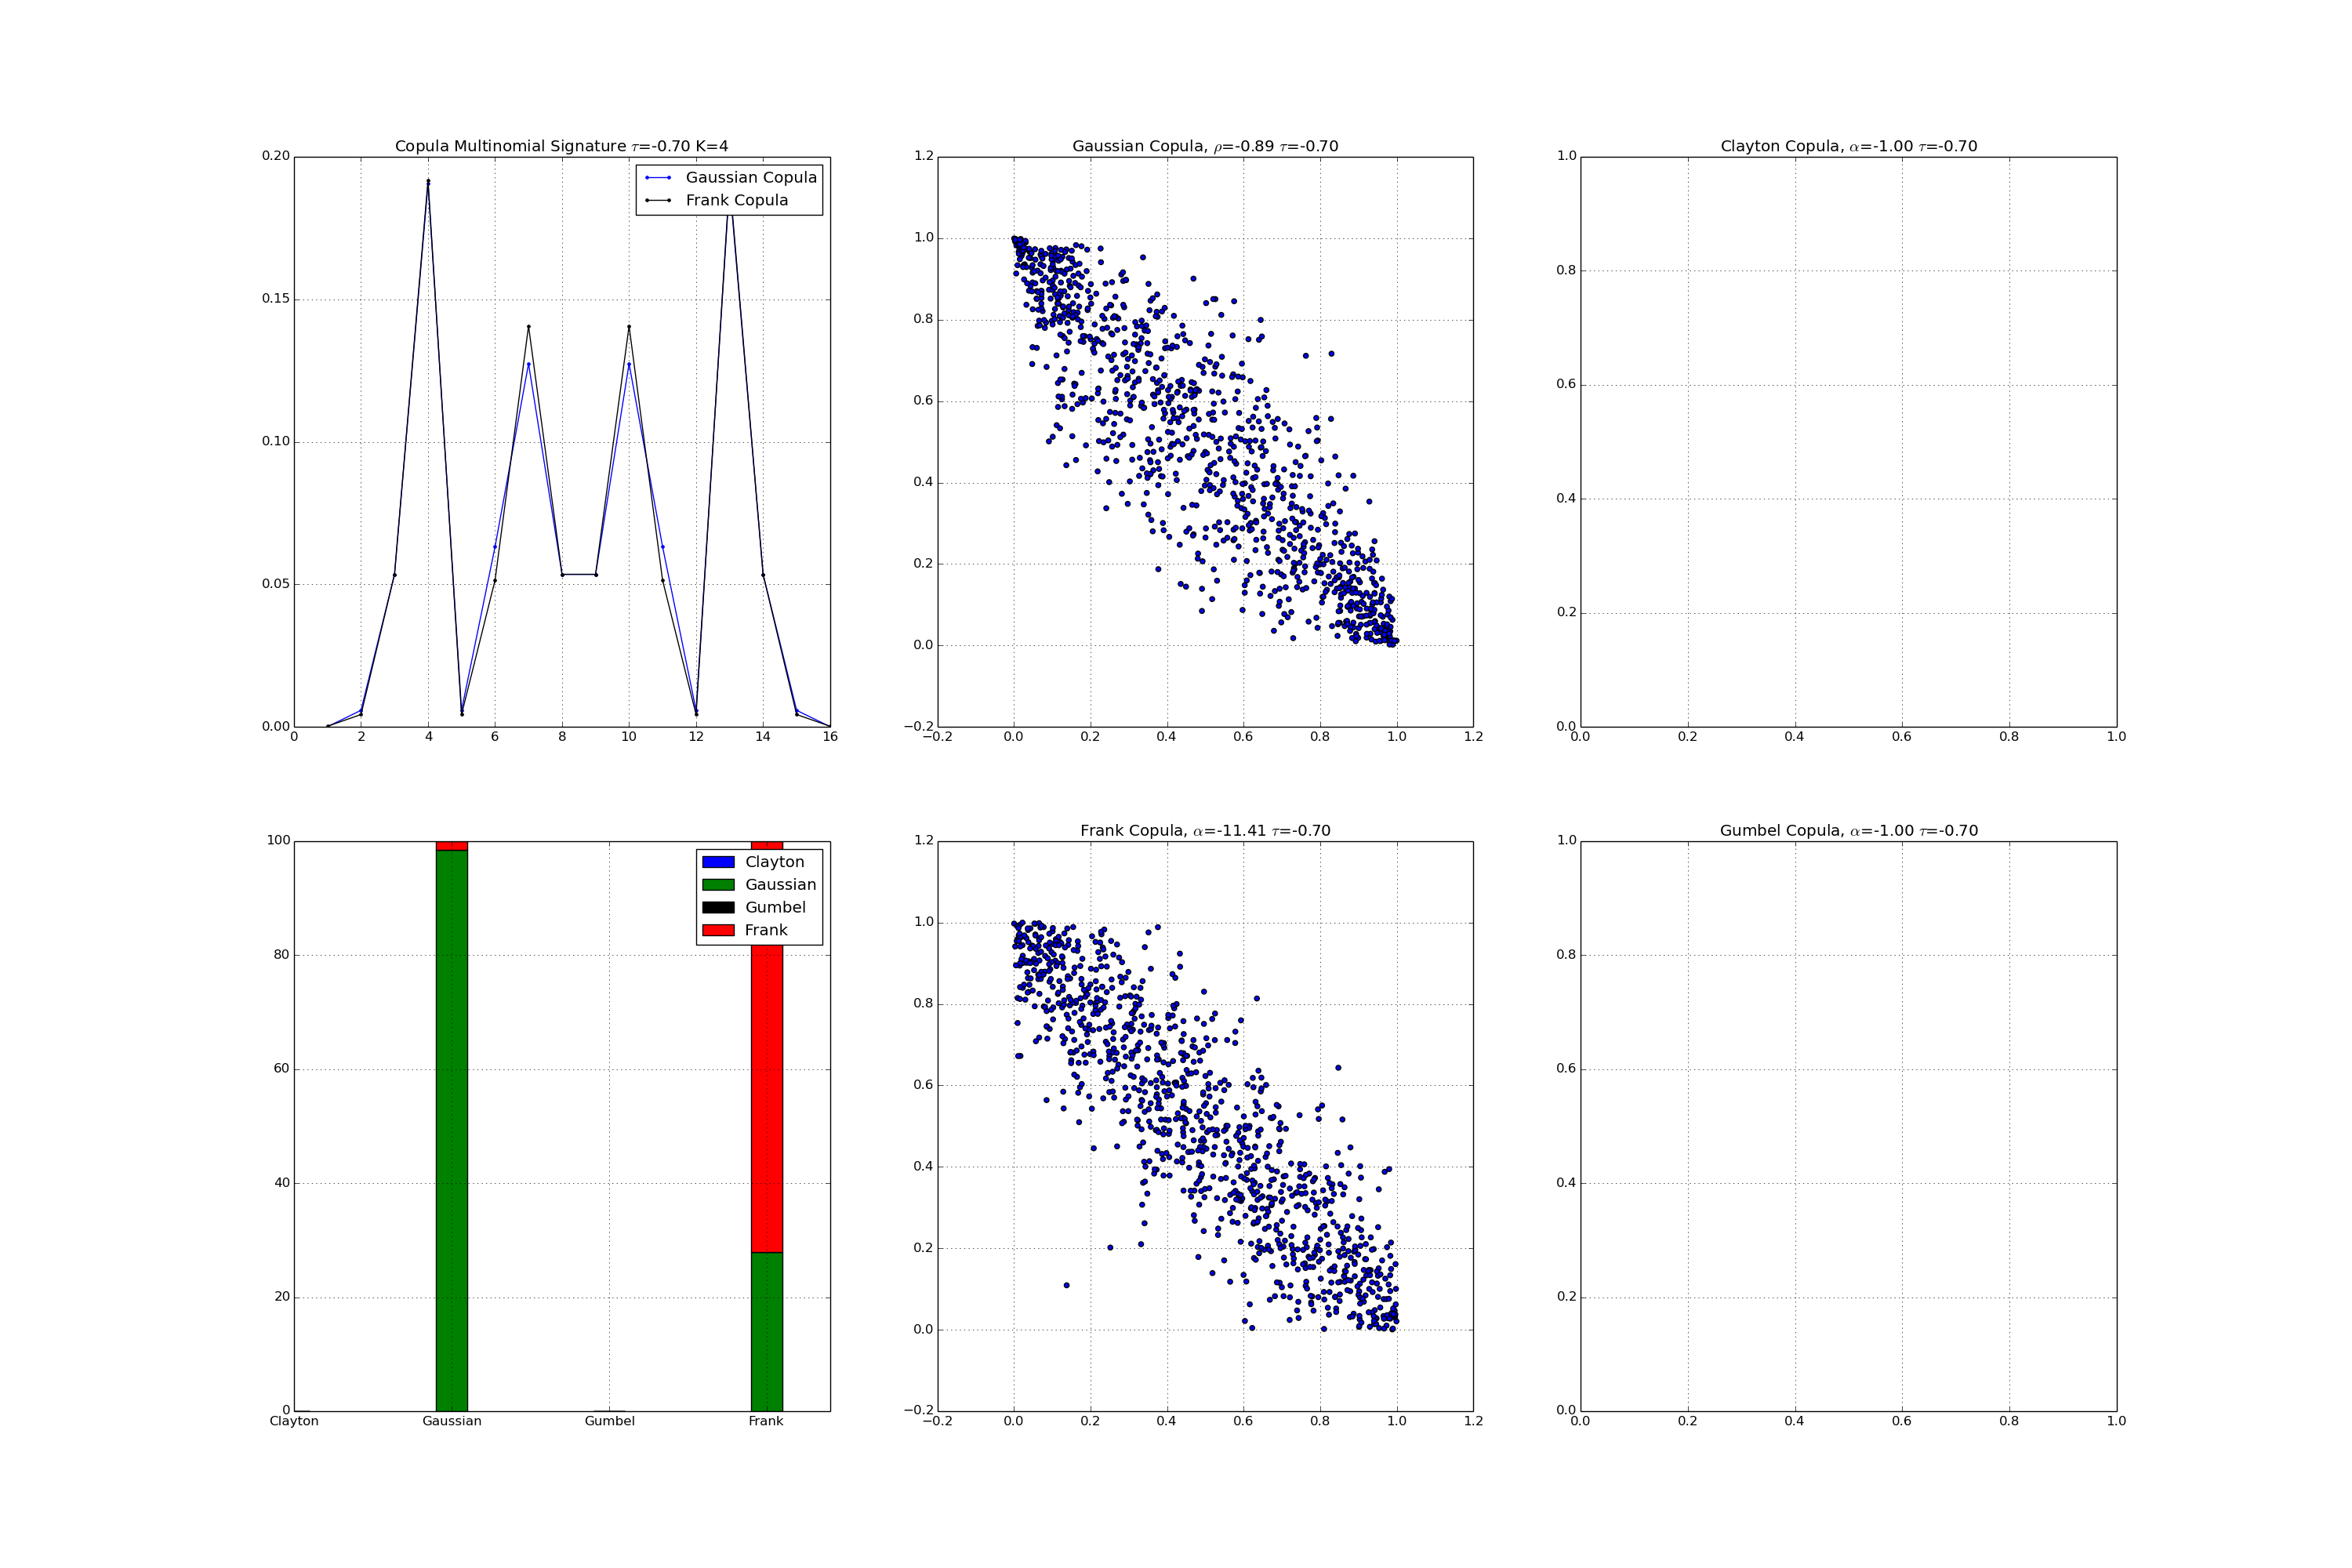 Copula Multinomial Signature τ=-0.70 K=4
0.20
0.15
0.10
0.05
0.00
0 2 4 6 8 10 12 14 16
Gaussian Copula
Frank Copula
Gaussian Copula, ρ=-0.89 τ=-0.70
1.2
1.0
0.8
0.6
0.4
0.2
0.0
−0.2
−0.2 0.0 0.2 0.4 0.6 0.8 1.0 1.2
Clayton Copula, α=-1.00 τ=-0.70
1.0
0.8
0.6
0.4
0.2
0.0
0.0 0.2 0.4 0.6 0.8 1.0
100
80
60
40
20
0
Clayton Gaussian Gumbel Frank
Clayton
Gaussian
Gumbel
Frank
Frank Copula, α=-11.41 τ=-0.70
1.2
1.0
0.8
0.6
0.4
0.2
0.0
−0.2
−0.2 0.0 0.2 0.4 0.6 0.8 1.0 1.2
Gumbel Copula, α=-1.00 τ=-0.70
1.0
0.8
0.6
0.4
0.2
0.0
0.0 0.2 0.4 0.6 0.8 1.0